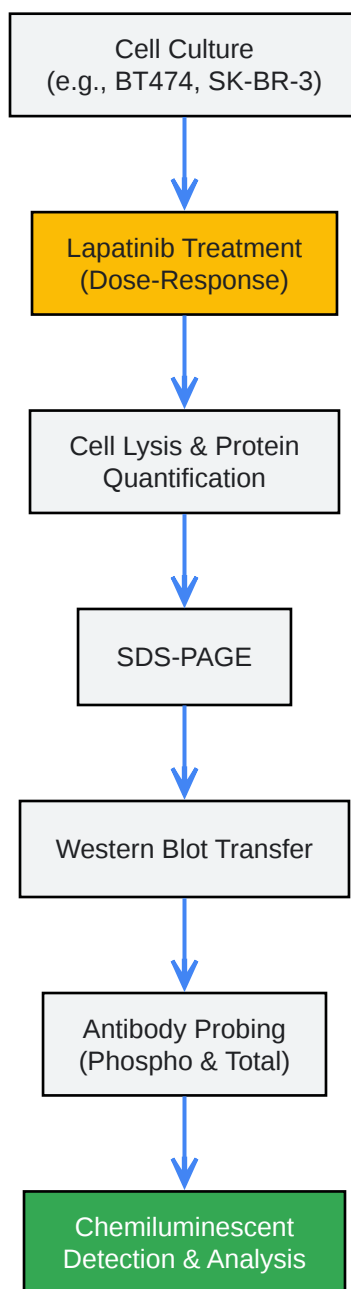 Cell Culture
(e.g., BT474, SK-BR-3)
Lapatinib Treatment
(Dose-Response)
Cell Lysis & Protein
Quantification
SDS-PAGE
Western Blot Transfer
Antibody Probing
(Phospho & Total)
Chemiluminescent
Detection & Analysis